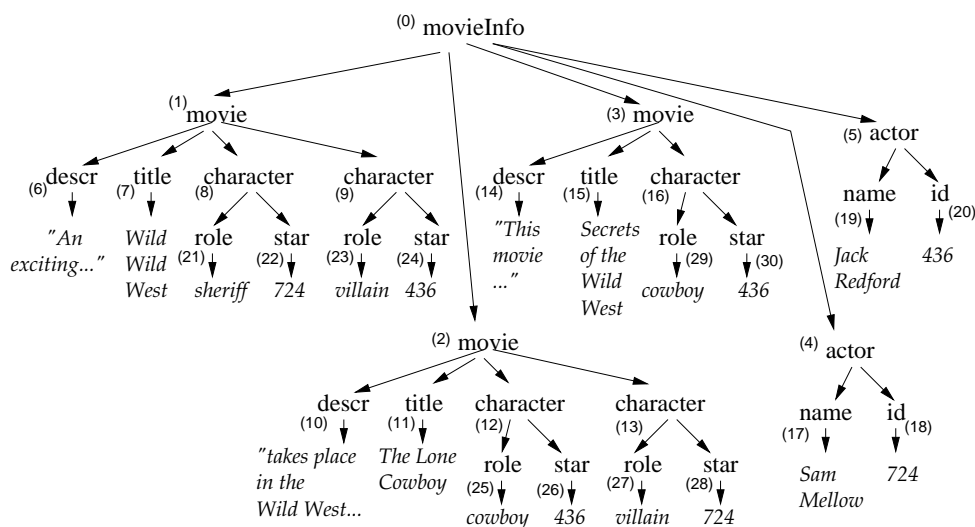 (0) movieInfo
(1) movie
(3) movie
(5) actor
(6) descr (7) title (8) character (9) character
(14) descr (15) title (16) character
name id (20)
(19)
"An exciting..."
Wild Wild West
role star role star
(21) (22) (23) (24)
sheriff 724 villain 436
"This movie ..."
Secrets of the Wild West
role star
(29) (30)
cowboy 436
Jack Redford
436
(2) movie
(4) actor
descr title character character
(10) (11) (12) (13)
name id
(17) (18)
"takes place in the Wild West...
The Lone Cowboy
role star role star
(25) (26) (27) (28)
cowboy 436 villain 724
Sam Mellow
724